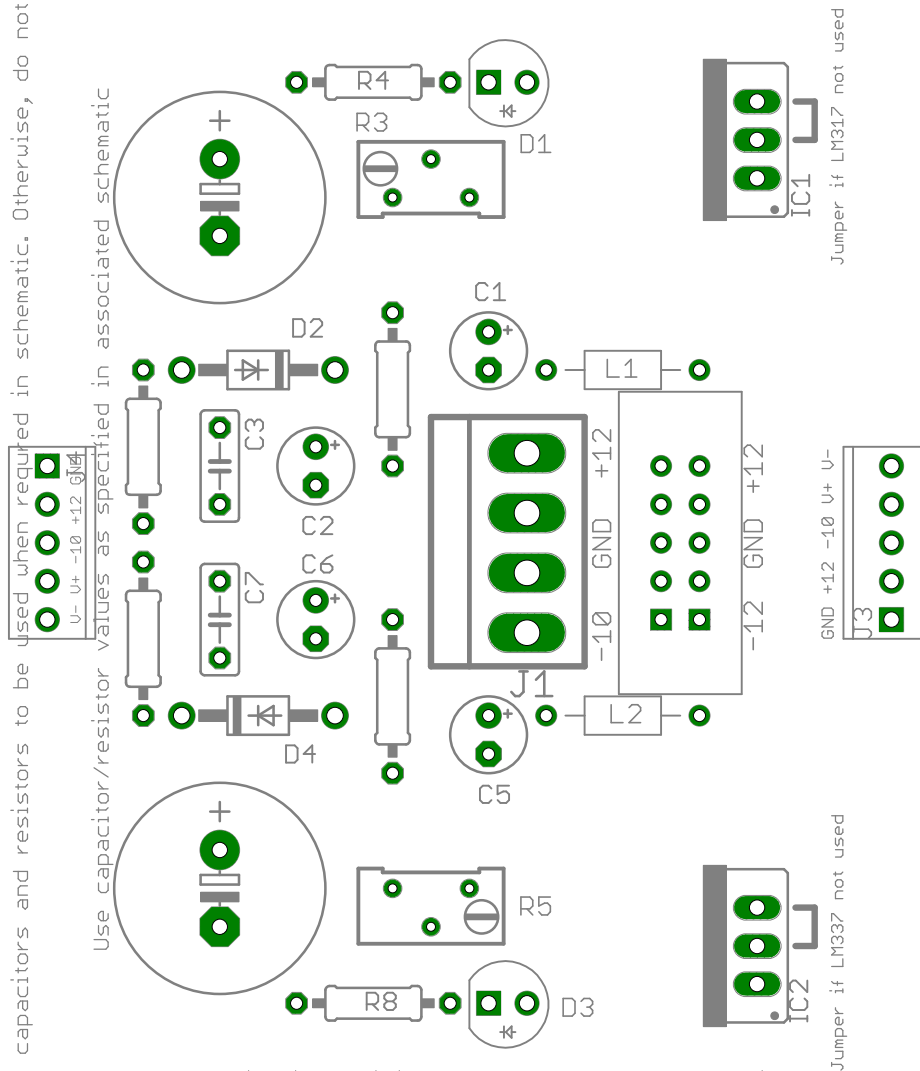 capacitors and resistors to be used when requred in schematic. Otherwise, do not
Use capacitor/resistor values as specified in associated schematic
R4
D1
R3
IC1
Jumper if LM317 not used
+
C1
+
D2
L1
C3
+
C2
C6
+
C7
J4
GND
+12
-10
V+
V-
+12
GND
-10
J1
+12
GND
-12
V-
V+
-10
+12
GND
J3
D4
C5
+
L2
+
R5
R8
D3
IC2
Jumper if LM337 not used